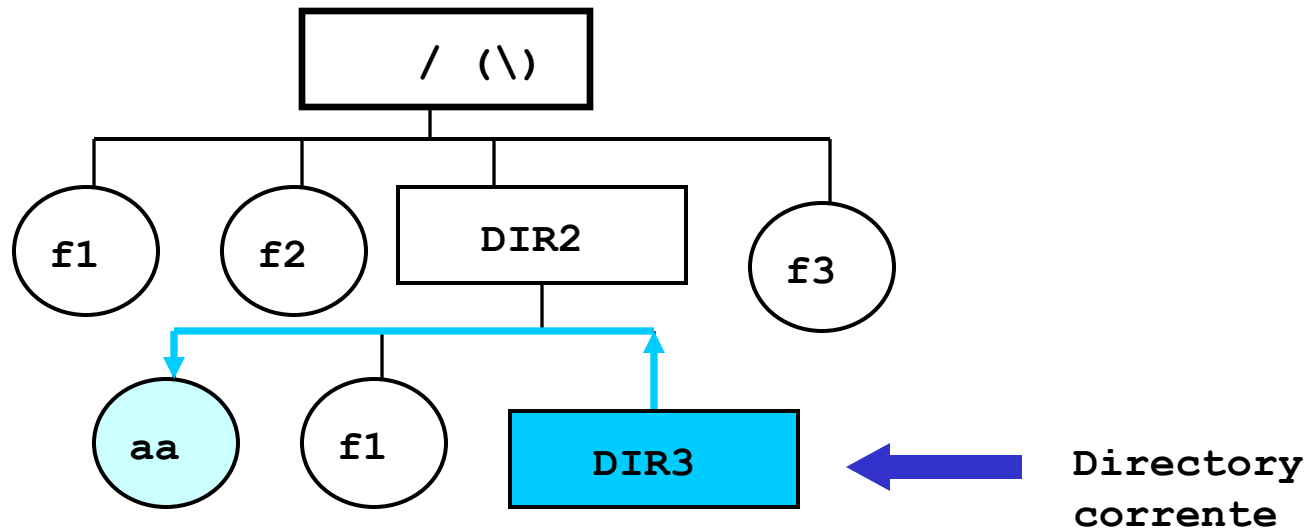 / (\)
f1
f2
DIR2
f3
aa
f1
DIR3
Directory
corrente